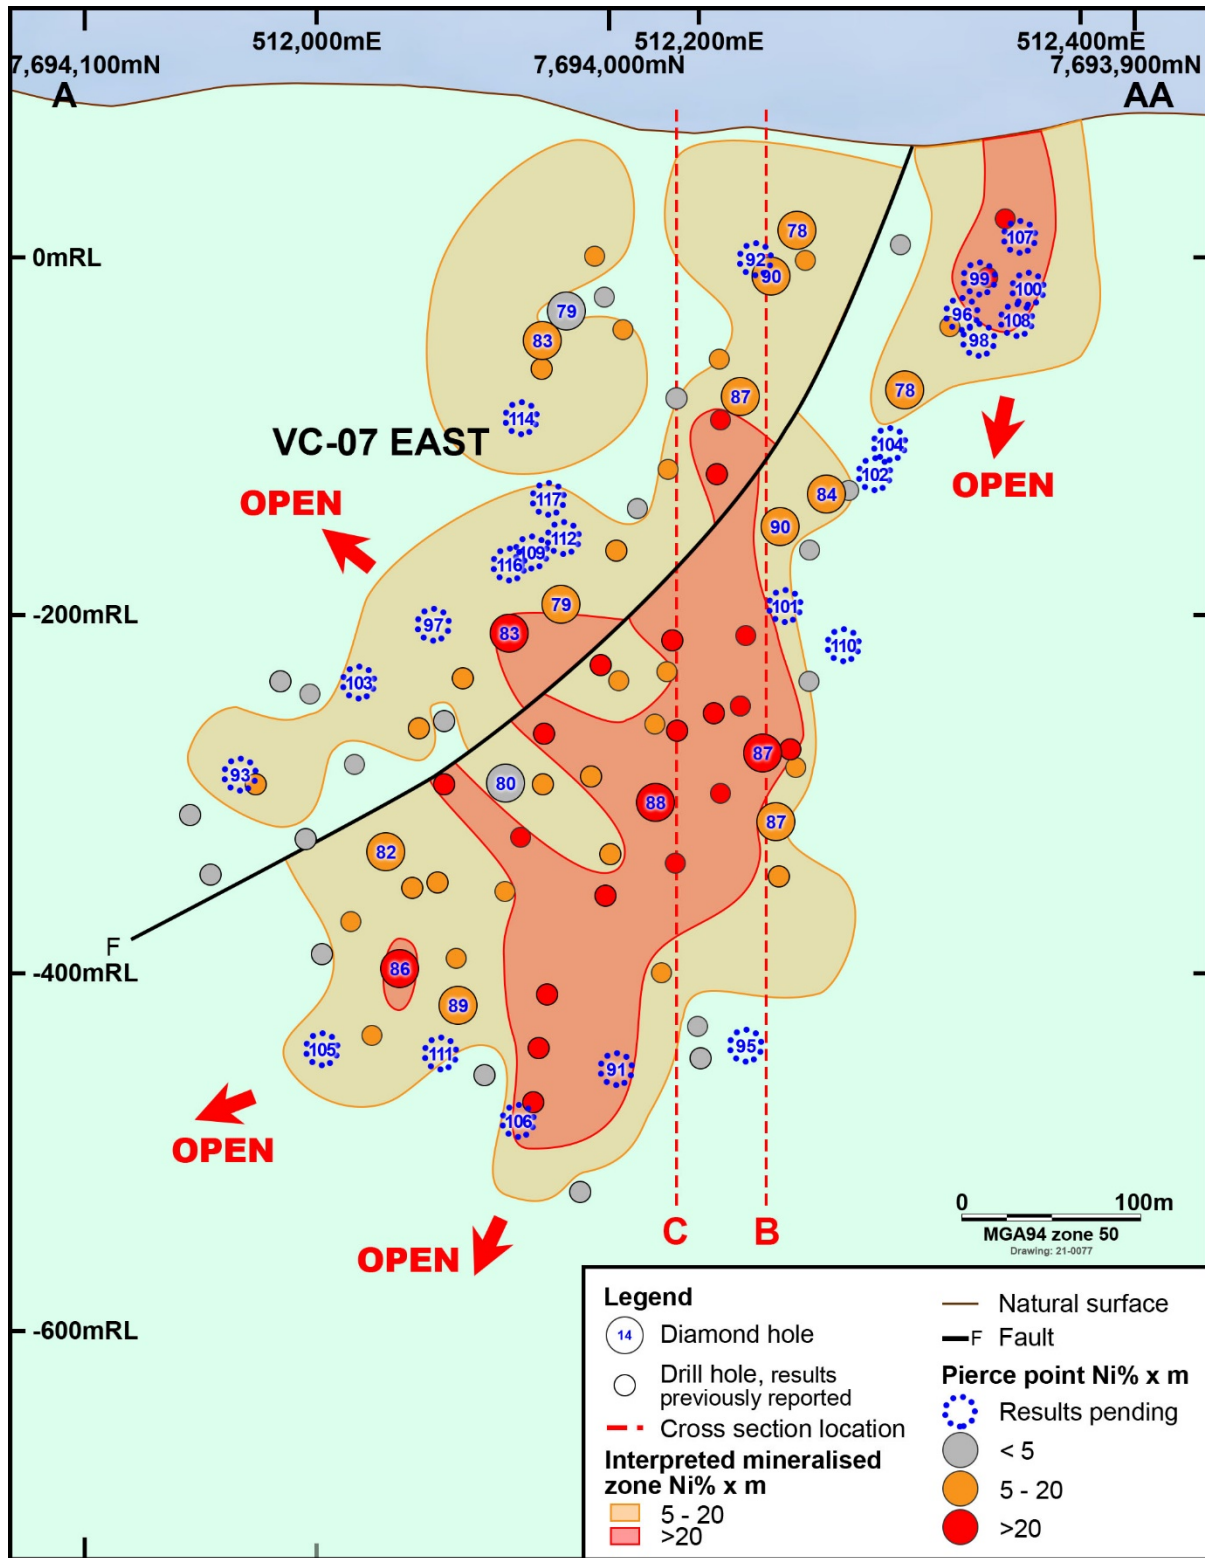 512,000mE 512,200mE 512,400mE
7,694,100mN 7,694,000mN 7,693,900mN
A AA
78
107
0mRL
92
90
99
100
79
96
108
83
98
78
87
114
104
VC-07 EAST
102
OPEN
84
OPEN
117
90
112
109
116
79
101
-200mRL
97
83
110
103
87
93
80
88
87
82
F
86
-400mRL
89
95
105
111
91
106
OPEN
0 100m
C B
MGA94 zone 50
Drawing: 21-0077
OPEN
-600mRL
Legend
14 Diamond hole
Drill hole, results
previously reported
Cross section location
Interpreted mineralised
zone Ni% x m
5 - 20
>20
Natural surface
F Fault
Pierce point Ni% x m
Results pending
< 5
5 - 20
>20